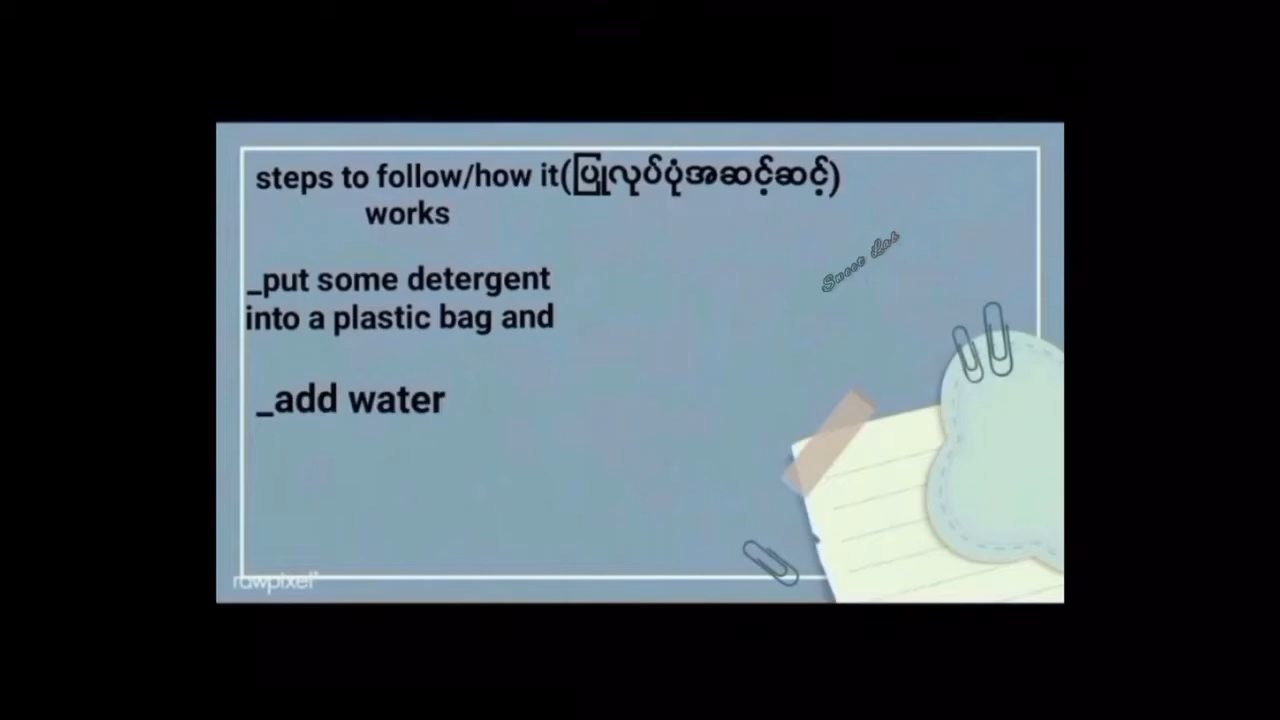 steps to follow/how it(ပြုလုပ်ပုံအဆင့်ဆင့်)
works
_put some detergent
into a plastic bag and
_add water
rawpixel